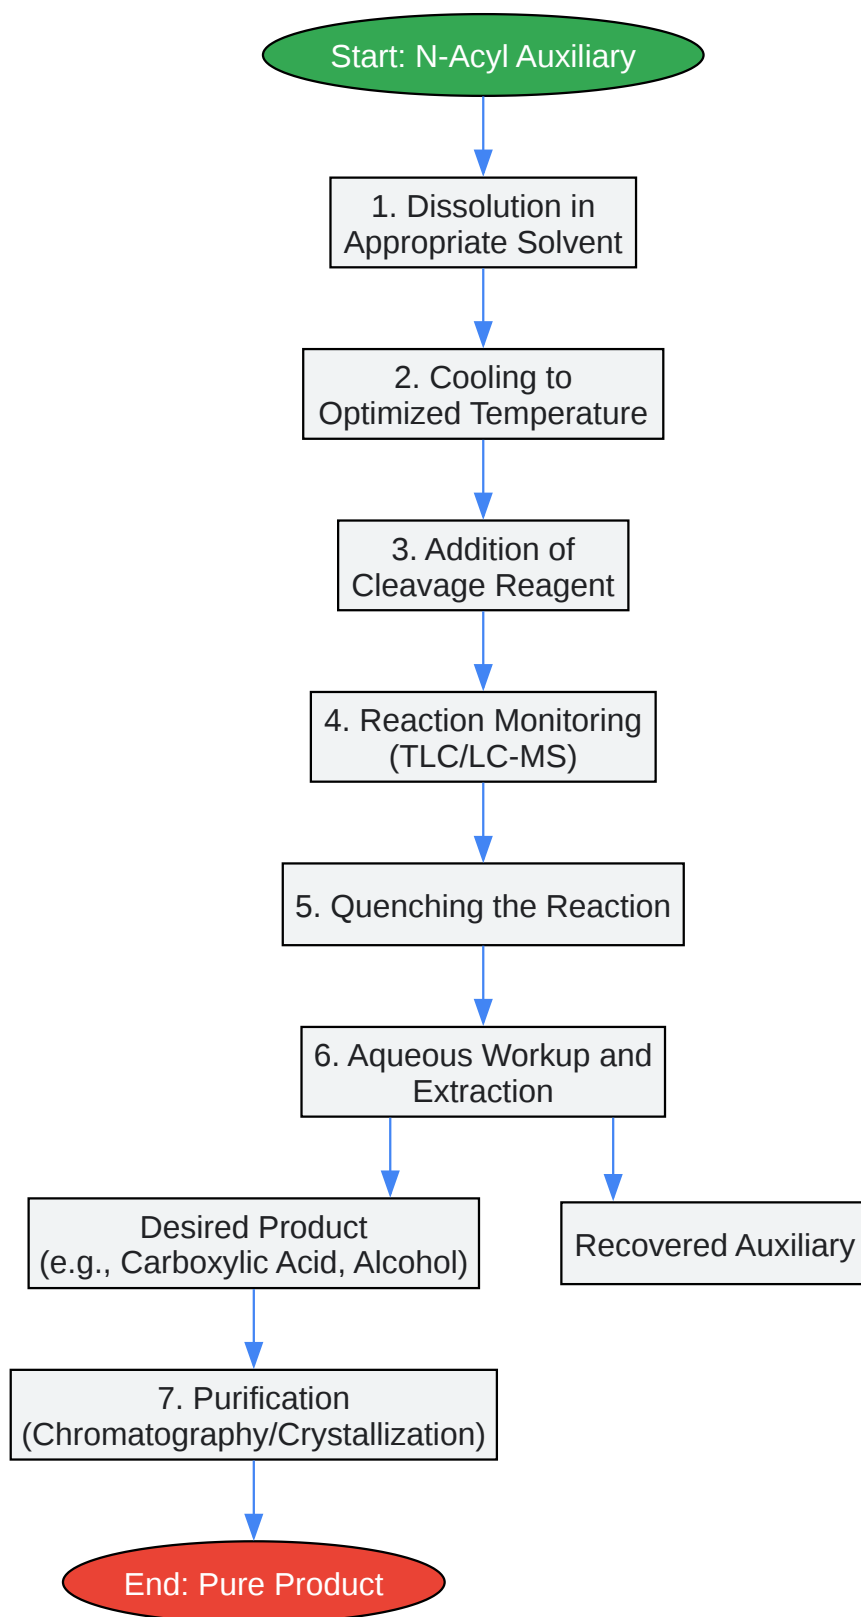 Start: N-Acyl Auxiliary
1. Dissolution in
Appropriate Solvent
2. Cooling to
Optimized Temperature
3. Addition of
Cleavage Reagent
4. Reaction Monitoring
(TLC/LC-MS)
5. Quenching the Reaction
6. Aqueous Workup and
Extraction
Desired Product
(e.g., Carboxylic Acid, Alcohol)
Recovered Auxiliary
7. Purification
(Chromatography/Crystallization)
End: Pure Product